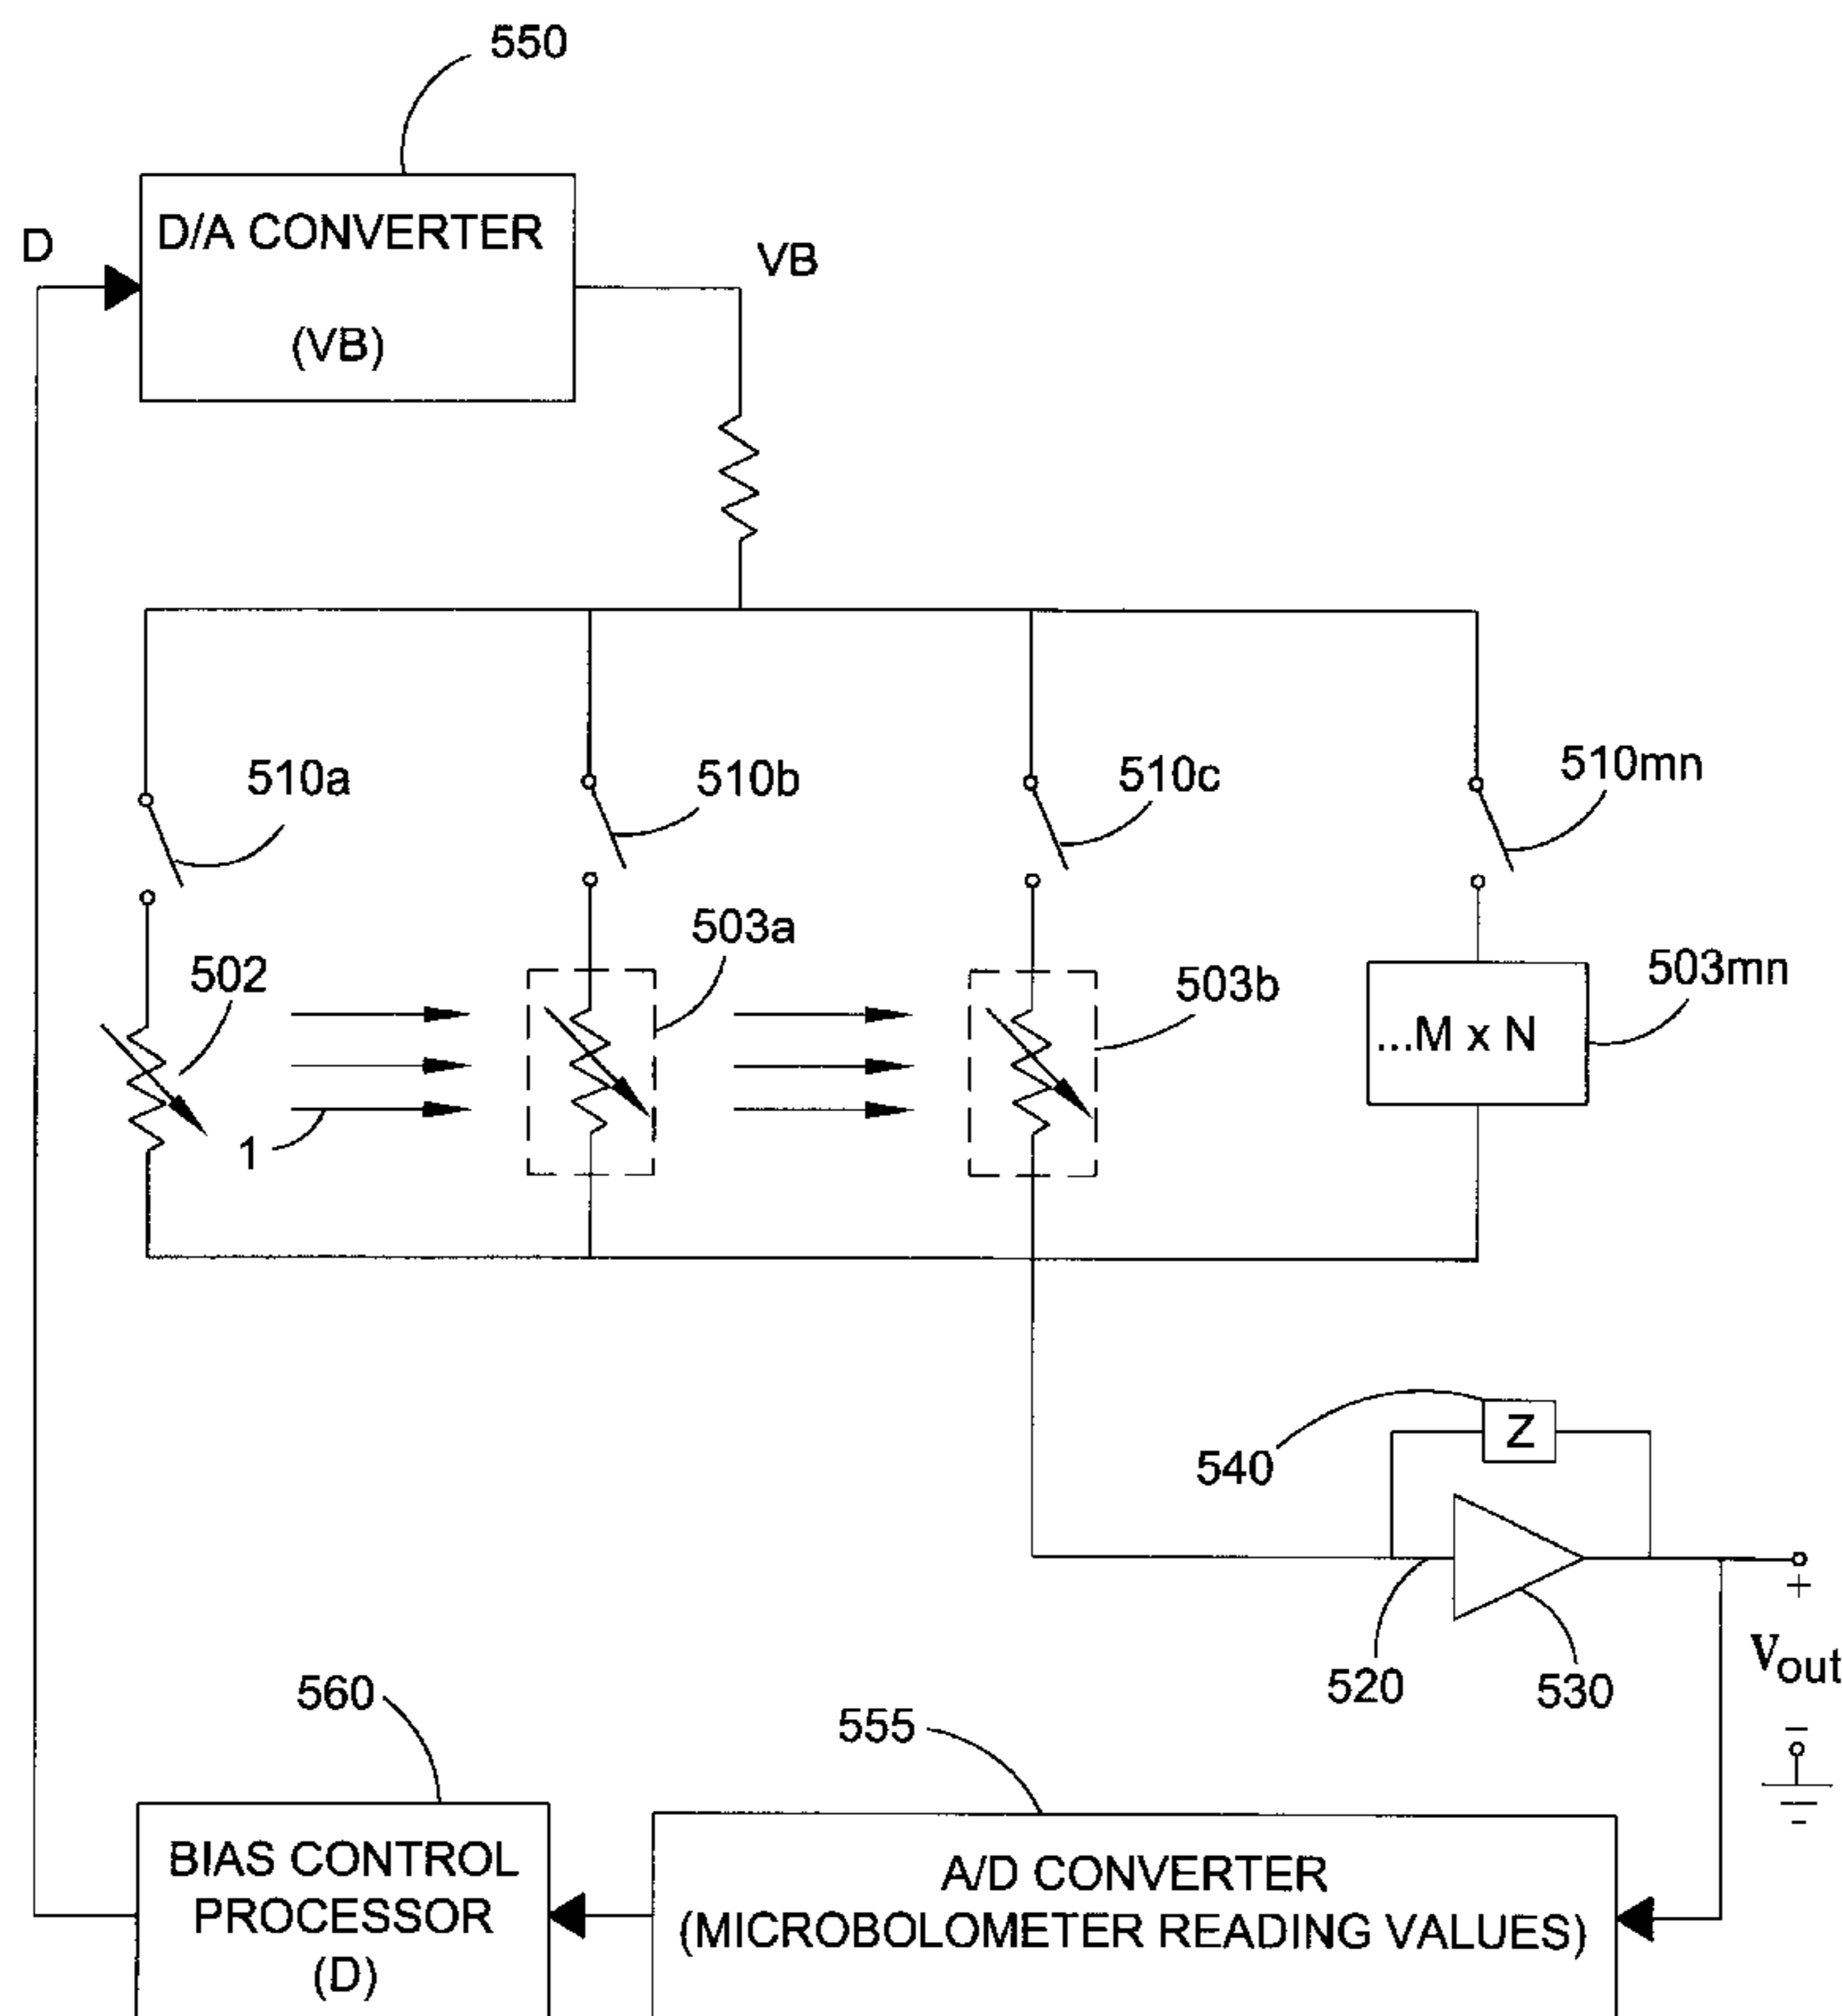 550
D
D/A CONVERTER
(VB)
VB
510a
510b
510c
510mn
502
503a
503b
503mn
...M x N
1
540
Z
520
530
+
Vout
–
560
555
BIAS CONTROL
PROCESSOR
(D)
A/D CONVERTER
(MICROBOLOMETER READING VALUES)